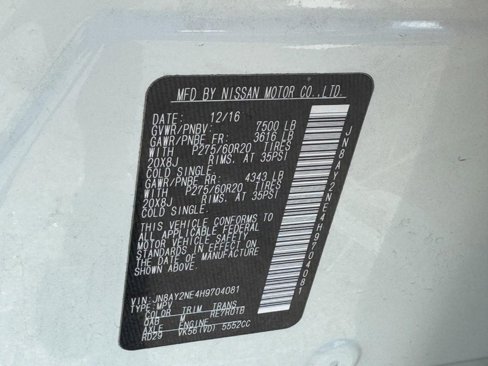 MFD BY NISSAN MOTOR CO.,LTD.
DATE: 12/16
GVWR/PNBV: 7500 LB
GAWR/PNBE FR: 3616 LB
WITH P275/60R20 TIRES
20X8J RIMS, AT 35PSI
COLD SINGLE.
GAWR/PNBE RR: 4343 LB
WITH P275/60R20 TIRES
20X8J RIMS, AT 35PSI
COLD SINGLE.
THIS VEHICLE CONFORMS TO
ALL APPLICABLE FEDERAL
MOTOR VEHICLE SAFETY
STANDARDS IN EFFECT ON
THE DATE OF MANUFACTURE
SHOWN ABOVE.
VIN: JN8AY2NE4H9704081
TYPE: MPV
COLOR TRIM TRANS
QAB M RE7R01B
AXLE ENGINE
RD29 VK56(VD) 5552CC
JN8AY2NE4H9704081